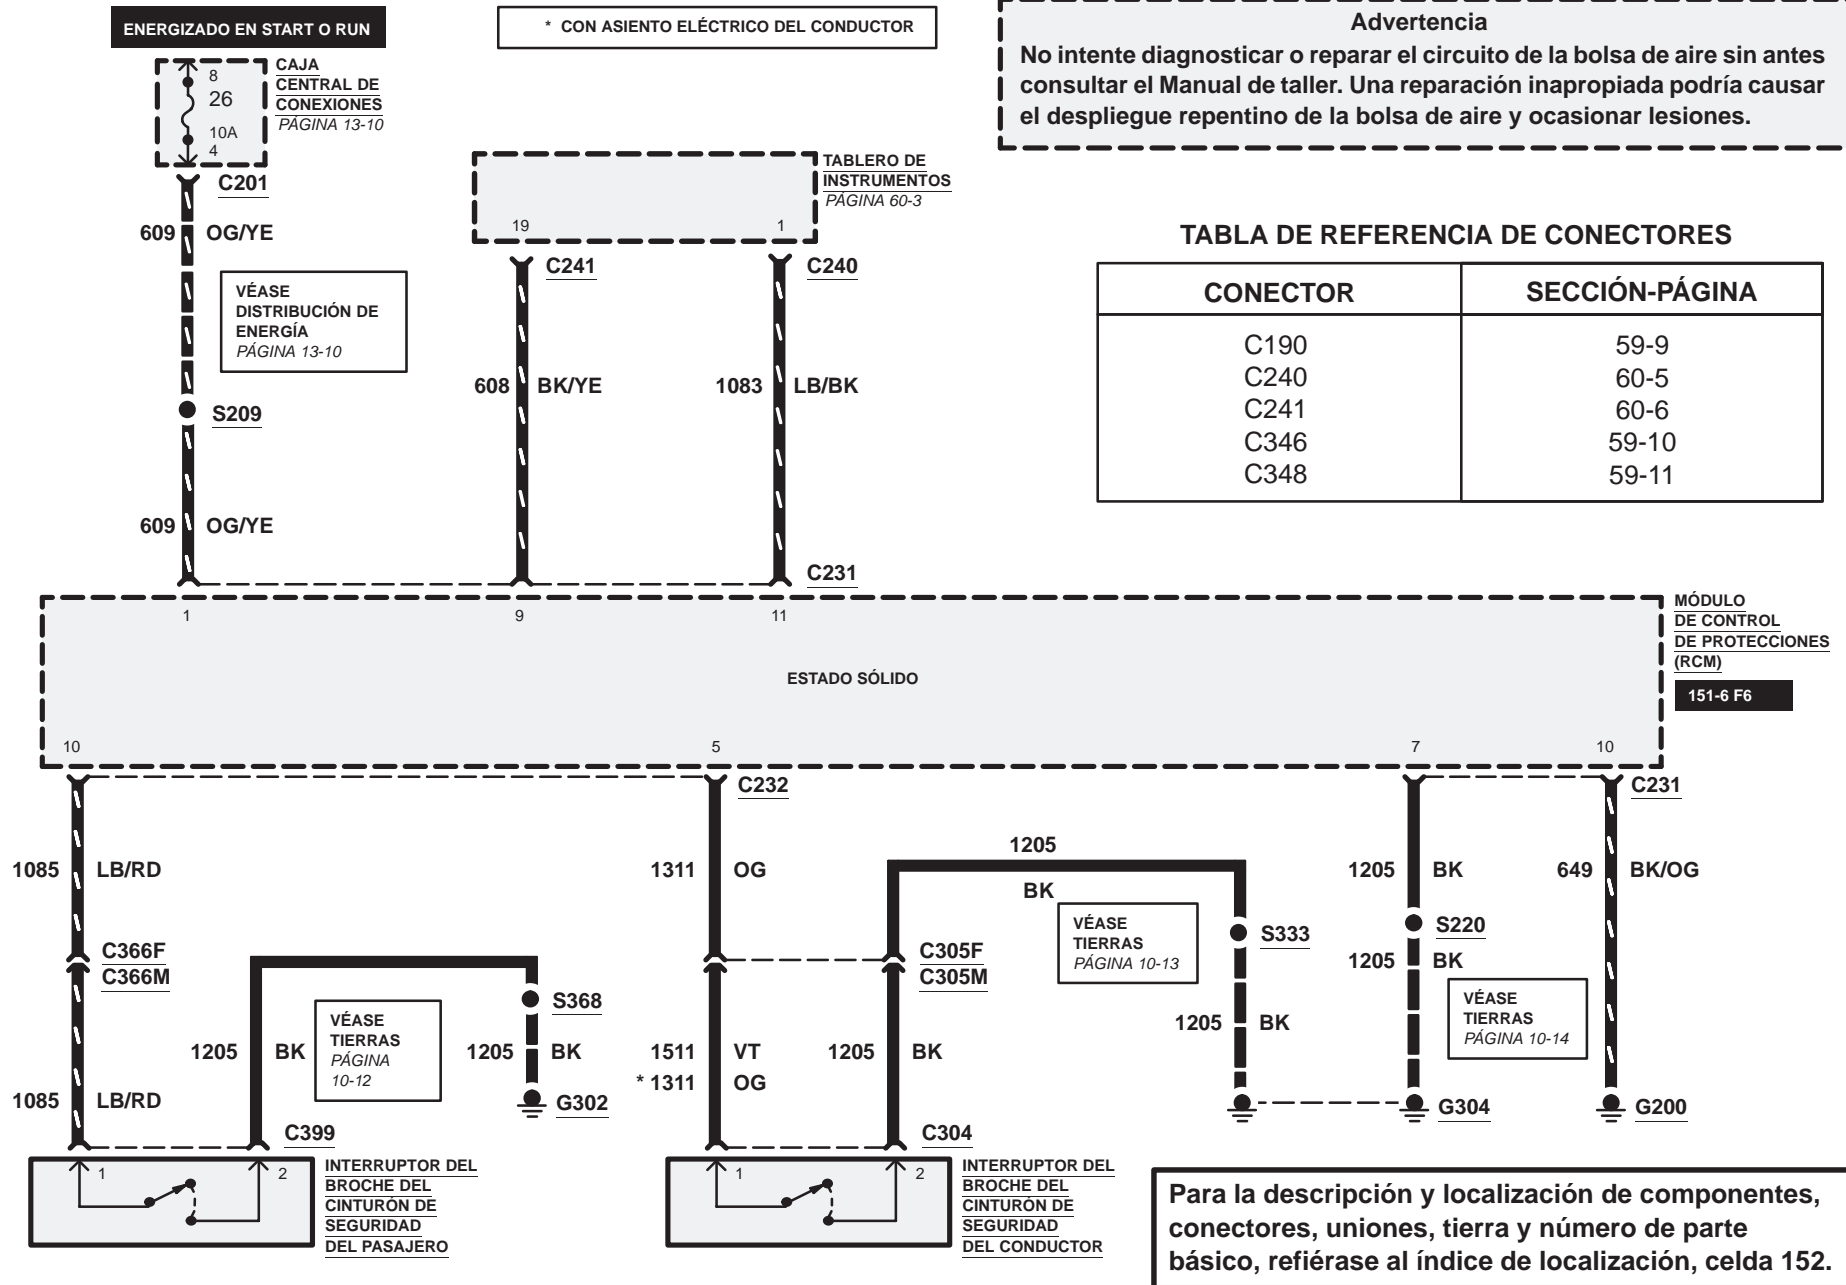 ENERGIZADO EN START O RUN
* CON ASIENTO ELÉCTRICO DEL CONDUCTOR
Advertencia
No intente diagnosticar o reparar el circuito de la bolsa de aire sin antes
consultar el Manual de taller. Una reparación inapropiada podría causar
el despliegue repentino de la bolsa de aire y ocasionar lesiones.
8
26
10A
4
CAJA
CENTRAL DE
CONEXIONES
PÁGINA 13-10
C201
609 OG/YE
VÉASE
DISTRIBUCIÓN DE
ENERGÍA
PÁGINA 13-10
S209
609 OG/YE
TABLERO DE
INSTRUMENTOS
PÁGINA 60-3
19 1
C241 C240
608 BK/YE 1083 LB/BK
C231
TABLA DE REFERENCIA DE CONECTORES
CONECTOR SECCIÓN-PÁGINA
C190 59-9
C240 60-5
C241 60-6
C346 59-10
C348 59-11
1 9 11
ESTADO SÓLIDO
MÓDULO
DE CONTROL
DE PROTECCIONES
(RCM)
151-6 F6
10 5 7 10
C232 C231
1085 LB/RD 1311 OG
1205
BK
1205 BK 649 BK/OG
C366F
C366M
C305F
C305M
VÉASE
TIERRAS
PÁGINA 10-13
S333
S220
1205 BK
VÉASE
TIERRAS
PÁGINA 10-14
1205 BK
VÉASE
TIERRAS
PÁGINA
10-12
S368
1205 BK
1205 BK
G302
1511 VT
* 1311 OG
1205 BK
G304
G200
1085 LB/RD
C399
C304
1 2
INTERRUPTOR DEL
BROCHE DEL
CINTURÓN DE
SEGURIDAD
DEL PASAJERO
1 2
INTERRUPTOR DEL
BROCHE DEL
CINTURÓN DE
SEGURIDAD
DEL CONDUCTOR
Para la descripción y localización de componentes,
conectores, uniones, tierra y número de parte
básico, refiérase al índice de localización, celda 152.